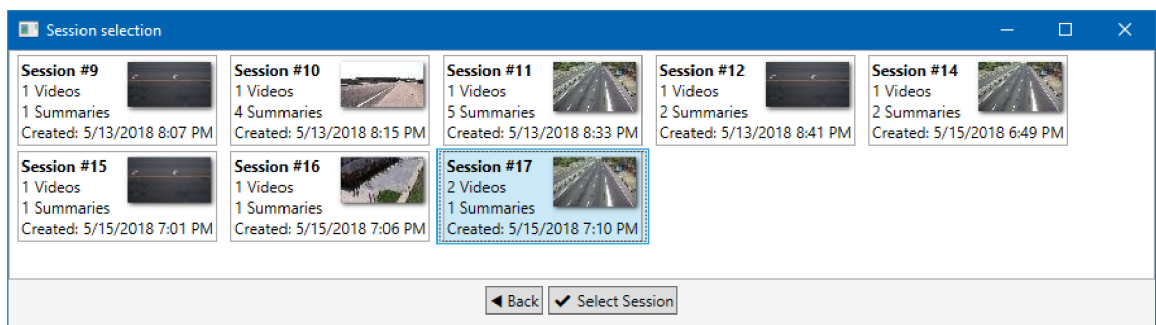 Session selection
Session #9
1 Videos
1 Summaries
Created: 5/13/2018 8:07 PM
Session #10
1 Videos
4 Summaries
Created: 5/13/2018 8:15 PM
Session #11
1 Videos
5 Summaries
Created: 5/13/2018 8:33 PM
Session #12
1 Videos
2 Summaries
Created: 5/13/2018 8:41 PM
Session #14
1 Videos
2 Summaries
Created: 5/15/2018 6:49 PM
Session #15
1 Videos
1 Summaries
Created: 5/15/2018 7:01 PM
Session #16
1 Videos
1 Summaries
Created: 5/15/2018 7:06 PM
Session #17
2 Videos
1 Summaries
Created: 5/15/2018 7:10 PM
Back
Select Session